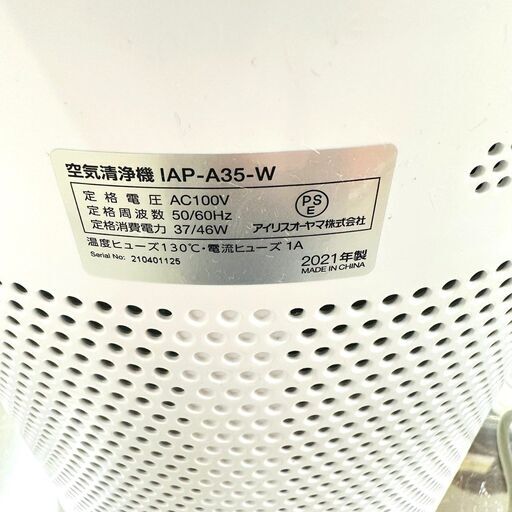 空気清浄機 IAP-A35-W
定格電圧 AC100V
定格周波数 50/60Hz
定格消費電力 37/46W
PSE
アイリスオーヤマ株式会社
温度ヒューズ130℃・電流ヒューズ 1A
Serial No: 210401125
2021年製
MADE IN CHINA